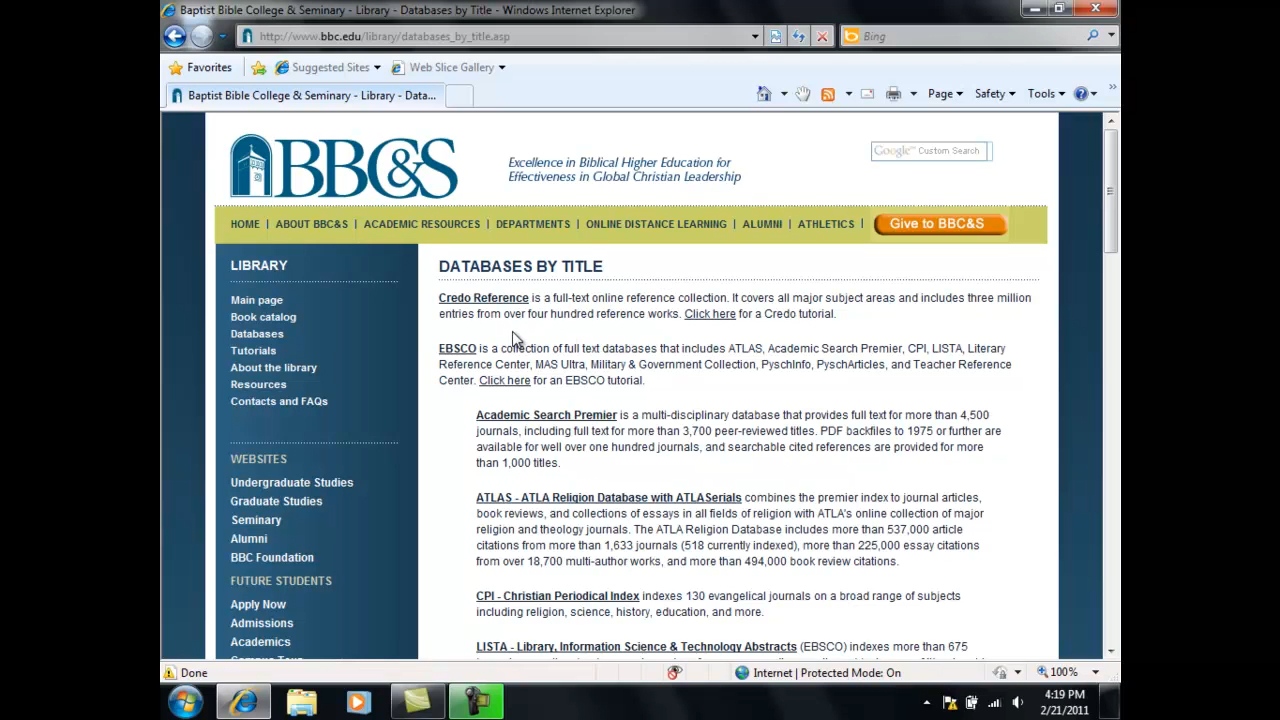 Baptist Bible College & Seminary - Library - Databases by Title - Windows Internet Explorer
http://www.bbc.edu/library/databases_by_title.asp
Bing
Favorites
Suggested Sites
Web Slice Gallery
Baptist Bible College & Seminary - Library - Data...
Page
Safety
Tools
BBC&S
Excellence in Biblical Higher Education for
Effectiveness in Global Christian Leadership
Google™ Custom Search
HOME | ABOUT BBC&S | ACADEMIC RESOURCES | DEPARTMENTS | ONLINE DISTANCE LEARNING | ALUMNI | ATHLETICS |
Give to BBC&S
LIBRARY
Main page
Book catalog
Databases
Tutorials
About the library
Resources
Contacts and FAQs
WEBSITES
Undergraduate Studies
Graduate Studies
Seminary
Alumni
BBC Foundation
FUTURE STUDENTS
Apply Now
Admissions
Academics
DATABASES BY TITLE
Credo Reference is a full-text online reference collection. It covers all major subject areas and includes three million
entries from over four hundred reference works. Click here for a Credo tutorial.
EBSCO is a collection of full text databases that includes ATLAS, Academic Search Premier, CPI, LISTA, Literary
Reference Center, MAS Ultra, Military & Government Collection, PyschInfo, PyschArticles, and Teacher Reference
Center. Click here for an EBSCO tutorial.
Academic Search Premier is a multi-disciplinary database that provides full text for more than 4,500
journals, including full text for more than 3,700 peer-reviewed titles. PDF backfiles to 1975 or further are
available for well over one hundred journals, and searchable cited references are provided for more
than 1,000 titles.
ATLAS - ATLA Religion Database with ATLASerials combines the premier index to journal articles,
book reviews, and collections of essays in all fields of religion with ATLA's online collection of major
religion and theology journals. The ATLA Religion Database includes more than 537,000 article
citations from more than 1,633 journals (518 currently indexed), more than 225,000 essay citations
from over 18,700 multi-author works, and more than 494,000 book review citations.
CPI - Christian Periodical Index indexes 130 evangelical journals on a broad range of subjects
including religion, science, history, education, and more.
LISTA - Library, Information Science & Technology Abstracts (EBSCO) indexes more than 675
Done
Internet | Protected Mode: On
100%
4:19 PM
2/21/2011